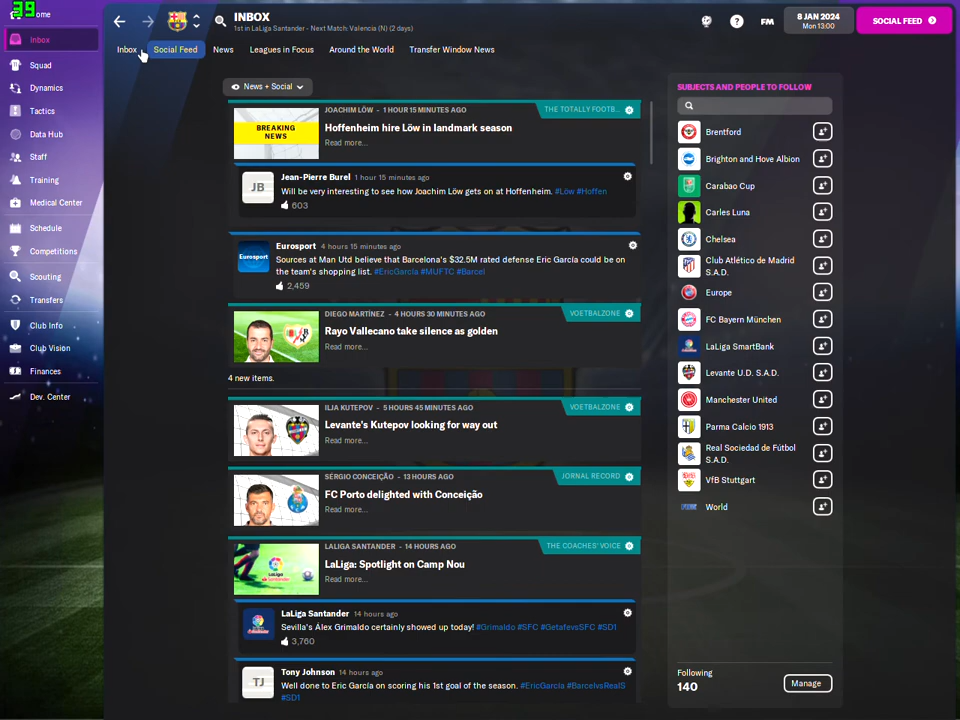 39
ome
INBOX
1st in LaLiga Santander - Next Match: Valencia (N) (2 days)
?
FM
8 JAN 2024
Mon 13:00
SOCIAL FEED
Inbox
Inbox
Social Feed
News
Leagues in Focus
Around the World
Transfer Window News
Squad
Dynamics
Tactics
Data Hub
Staff
Training
Medical Center
Schedule
Competitions
Scouting
Transfers
Club Info
Club Vision
Finances
Dev. Center
News + Social
JOACHIM LÖW - 1 HOUR 15 MINUTES AGO
THE TOTALLY FOOTB...
BREAKING
NEWS
Hoffenheim hire Löw in landmark season
Read more...
JB
Jean-Pierre Burel 1 hour 15 minutes ago
Will be very interesting to see how Joachim Löw gets on at Hoffenheim. #Löw #Hoffen
603
Eurosport
Eurosport 4 hours 15 minutes ago
Sources at Man Utd believe that Barcelona's $32.5M rated defense Eric García could be on
the team's shopping list. #EricGarcía #MUFTC #Barcel
2,459
DIEGO MARTÍNEZ - 4 HOURS 30 MINUTES AGO
VOETBALZONE
Rayo Vallecano take silence as golden
Read more...
4 new items.
ILJA KUTEPOV - 5 HOURS 45 MINUTES AGO
VOETBALZONE
Levante's Kutepov looking for way out
Read more...
SÉRGIO CONCEIÇÃO - 13 HOURS AGO
JORNAL RECORD
FC Porto delighted with Conceição
Read more...
LALIGA SANTANDER - 14 HOURS AGO
THE COACHES' VOICE
LaLiga: Spotlight on Camp Nou
Read more...
LaLiga Santander 14 hours ago
Sevilla's Álex Grimaldo certainly showed up today! #Grimaldo #SFC #GetafevsSFC #SD1
3,760
TJ
Tony Johnson 14 hours ago
Well done to Eric García on scoring his 1st goal of the season. #EricGarcía #BarcelvsRealS
#SD1
SUBJECTS AND PEOPLE TO FOLLOW
Brentford
Brighton and Hove Albion
Carabao Cup
Carles Luna
Chelsea
Club Atlético de Madrid
S.A.D.
Europe
FC Bayern München
LaLiga SmartBank
Levante U.D. S.A.D.
Manchester United
Parma Calcio 1913
Real Sociedad de Fútbol
S.A.D.
VfB Stuttgart
World
Following
140
Manage